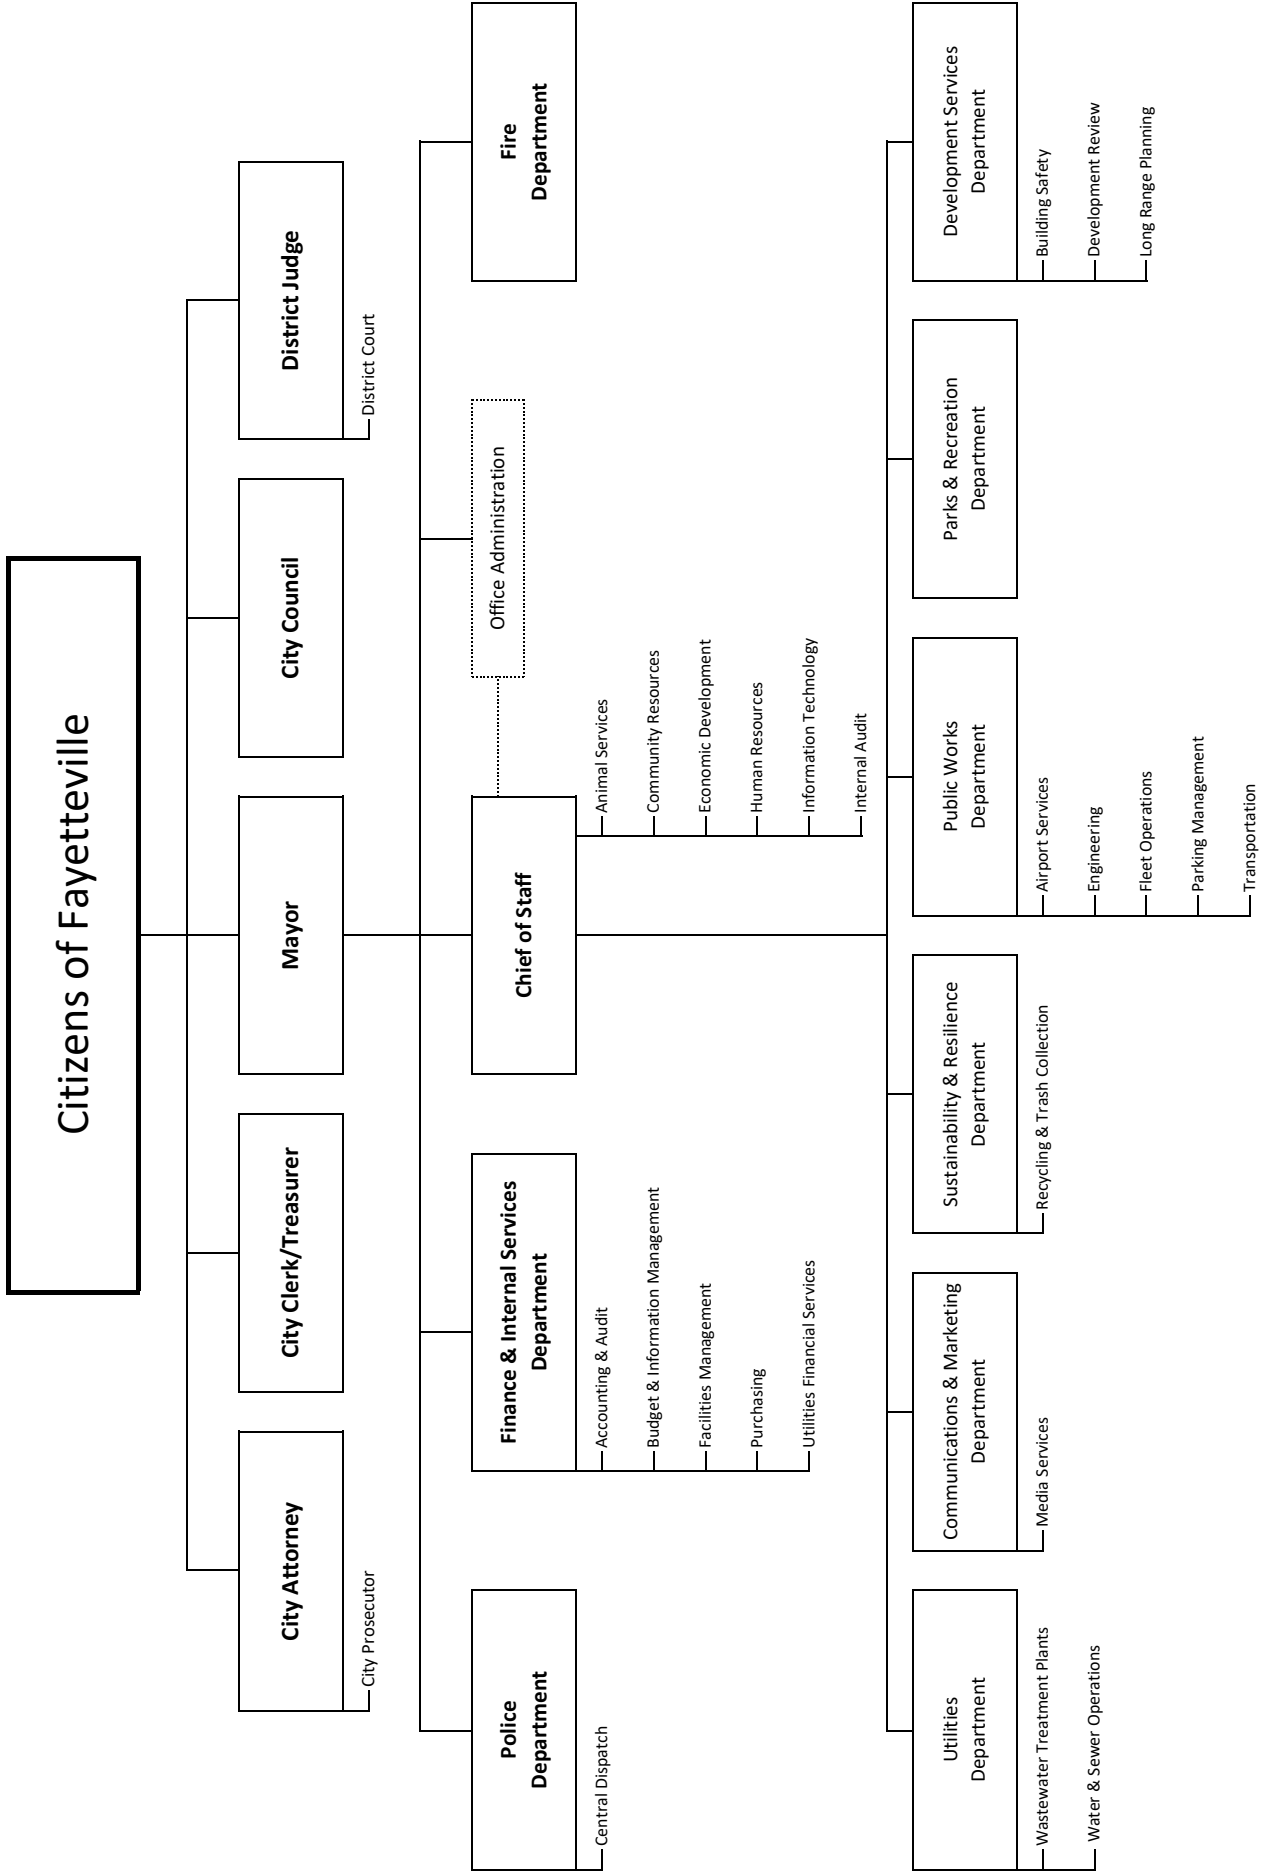 Citizens of Fayetteville
City Attorney
City Prosecutor
City Clerk/Treasurer
Mayor
City Council
District Judge
District Court
Police
Department
Central Dispatch
Finance & Internal Services
Department
Accounting & Audit
Budget & Information Management
Facilities Management
Purchasing
Utilities Financial Services
Chief of Staff
Animal Services
Community Resources
Economic Development
Human Resources
Information Technology
Internal Audit
Office Administration
Fire
Department
Utilities
Department
Wastewater Treatment Plants
Water & Sewer Operations
Communications & Marketing
Department
Media Services
Sustainability & Resilience
Department
Recycling & Trash Collection
Public Works
Department
Airport Services
Engineering
Fleet Operations
Parking Management
Transportation
Parks & Recreation
Department
Development Services
Department
Building Safety
Development Review
Long Range Planning